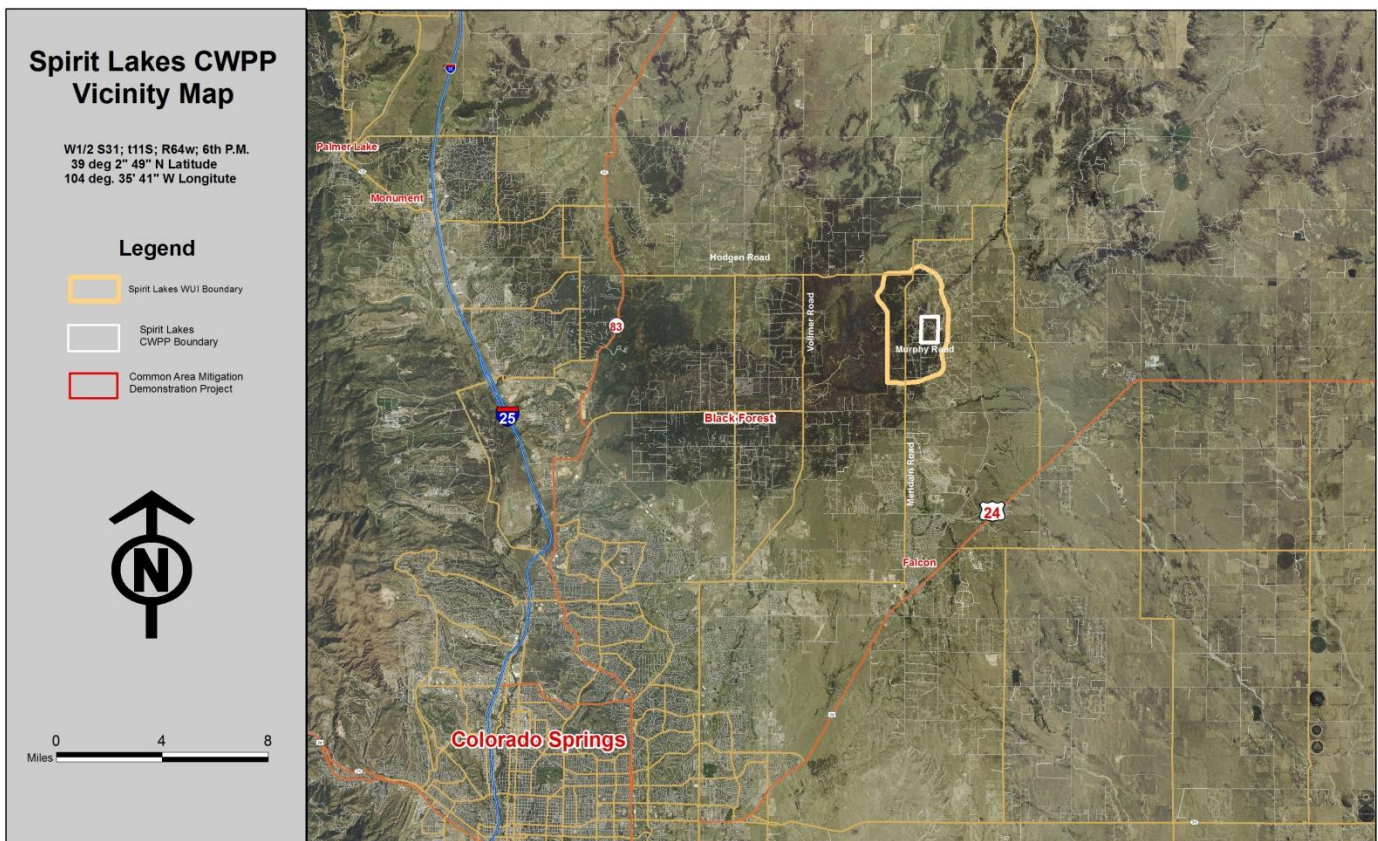 Spirit Lakes CWPP
Vicinity Map
W1/2 S31; t11S; R64w; 6th P.M.
39 deg 2" 49" N Latitude
104 deg. 35' 41" W Longitute
Legend
Spirit Lakes WUI Boundary
Spirit Lakes
CWPP Boundary
Common Area Mitigation
Demonstration Project
N
0 4 8
Miles
Palmer Lake
Monument
Hodgen Road
Vollmer Road
83
Murphy Road
25
Black Forest
Meridain Road
24
Falcon
Colorado Springs